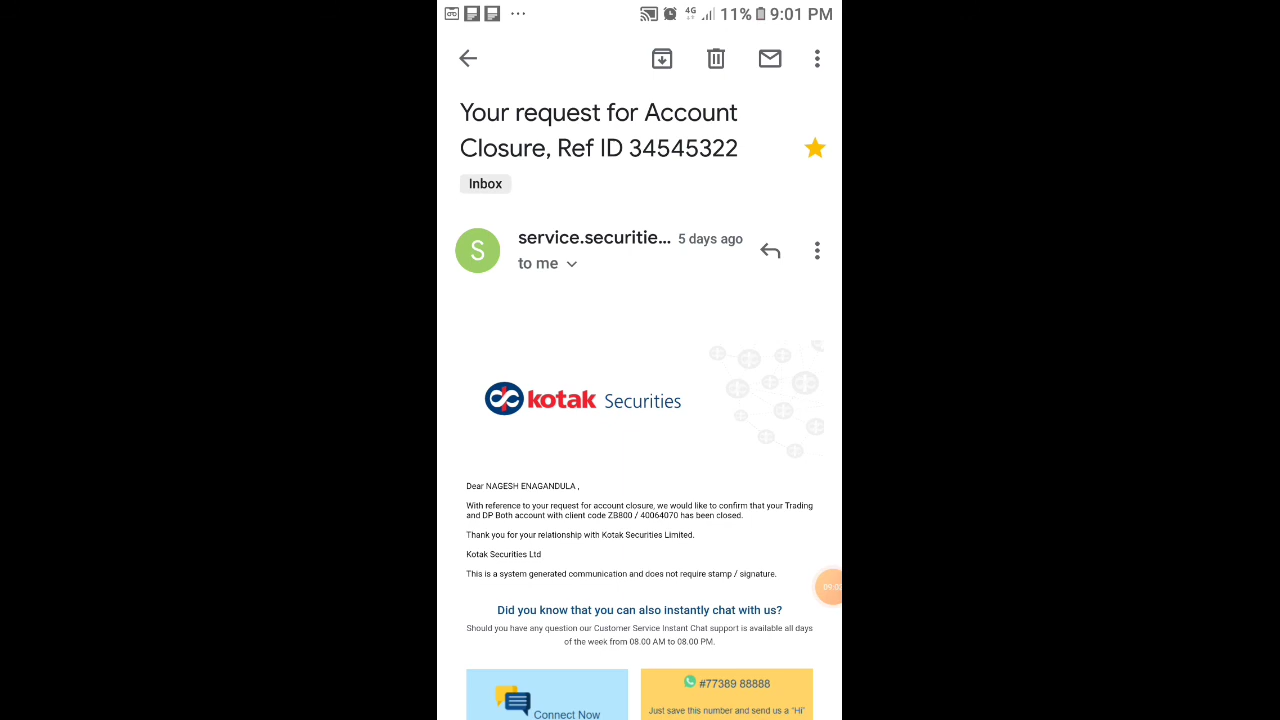 4G 11% 9:01 PM
Your request for Account
Closure, Ref ID 34545322
Inbox
S
service.securitie... 5 days ago
to me
kotak Securities
Dear NAGESH ENAGANDULA ,
With reference to your request for account closure, we would like to confirm that your Trading
and DP Both account with client code ZB800 / 40064070 has been closed.
Thank you for your relationship with Kotak Securities Limited.
Kotak Securities Ltd
This is a system generated communication and does not require stamp / signature.
Did you know that you can also instantly chat with us?
Should you have any question our Customer Service Instant Chat support is available all days
of the week from 08.00 AM to 08.00 PM.
#77389 88888
Connect Now
Just save this number and send us a "Hi"